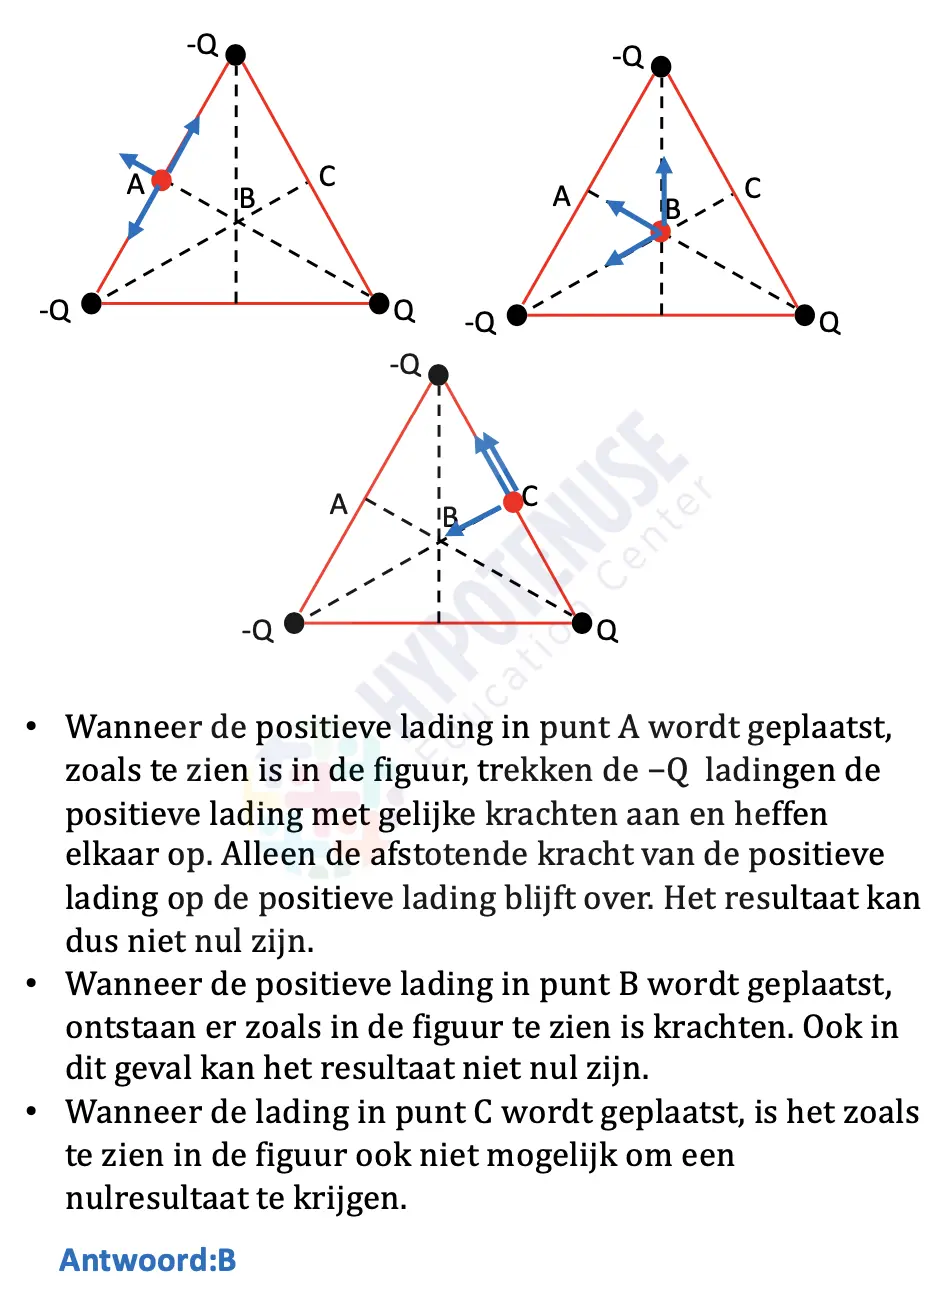 -Q
-Q
A
B
C
A
B
C
-Q
Q
-Q
Q
-Q
A
B
C
-Q
Q
HYPOTENUSE
Education Center
• Wanneer de positieve lading in punt A wordt geplaatst,
zoals te zien is in de figuur, trekken de −Q ladingen de
positieve lading met gelijke krachten aan en heffen
elkaar op. Alleen de afstotende kracht van de positieve
lading op de positieve lading blijft over. Het resultaat kan
dus niet nul zijn.
• Wanneer de positieve lading in punt B wordt geplaatst,
ontstaan er zoals in de figuur te zien is krachten. Ook in
dit geval kan het resultaat niet nul zijn.
• Wanneer de lading in punt C wordt geplaatst, is het zoals
te zien in de figuur ook niet mogelijk om een
nulresultaat te krijgen.
Antwoord:B